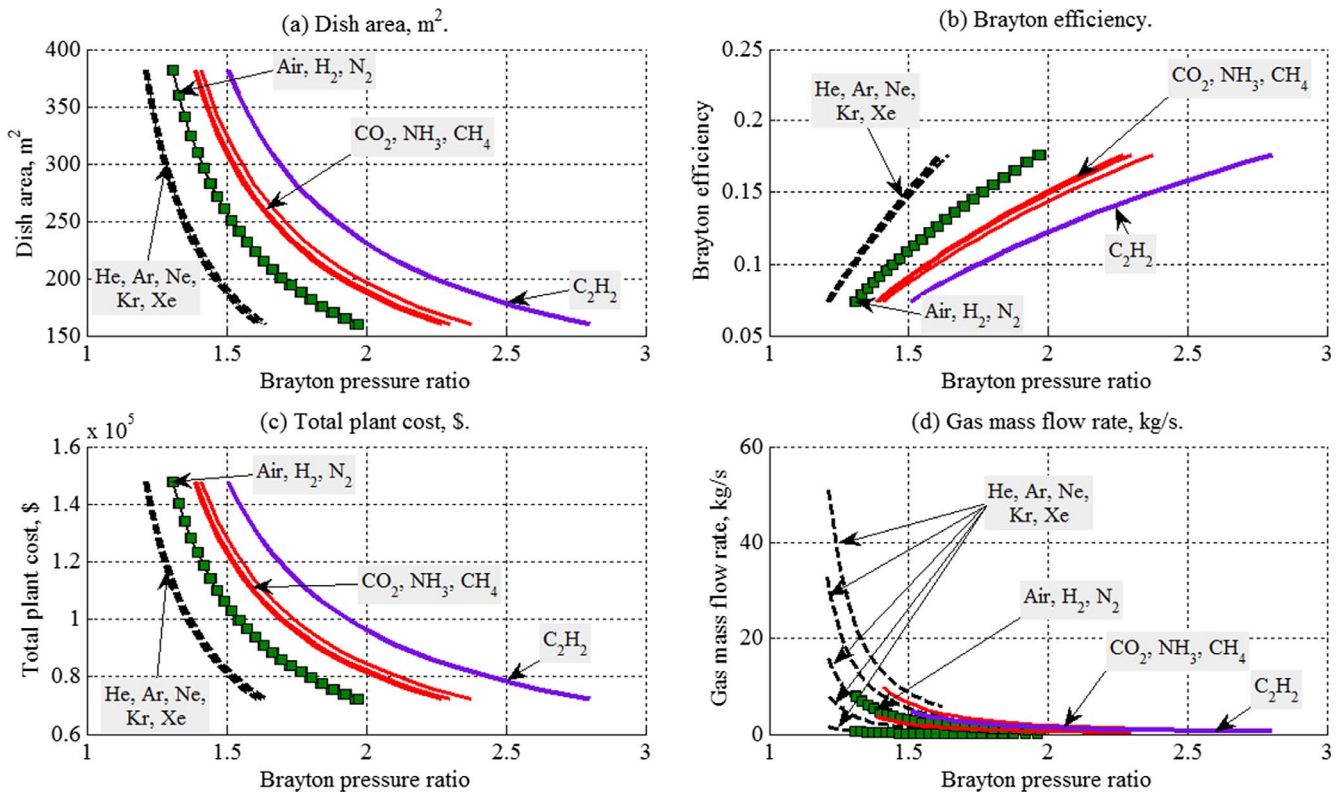 (a) Dish area, m².
400
350
300
250
200
150
Dish area, m²
Air, H₂, N₂
CO₂, NH₃, CH₄
He, Ar, Ne,
Kr, Xe
C₂H₂
1 1.5 2 2.5 3
Brayton pressure ratio
(b) Brayton efficiency.
0.25
0.2
0.15
0.1
0.05
Brayton efficiency
He, Ar, Ne,
Kr, Xe
CO₂, NH₃, CH₄
C₂H₂
Air, H₂, N₂
1 1.5 2 2.5 3
Brayton pressure ratio
(c) Total plant cost, $.
x 10⁵
1.6
1.4
1.2
1
0.8
0.6
Total plant cost, $
Air, H₂, N₂
CO₂, NH₃, CH₄
C₂H₂
He, Ar, Ne,
Kr, Xe
1 1.5 2 2.5 3
Brayton pressure ratio
(d) Gas mass flow rate, kg/s.
60
40
20
0
Gas mass flow rate, kg/s
He, Ar, Ne,
Kr, Xe
Air, H₂, N₂
CO₂, NH₃, CH₄
C₂H₂
1 1.5 2 2.5 3
Brayton pressure ratio